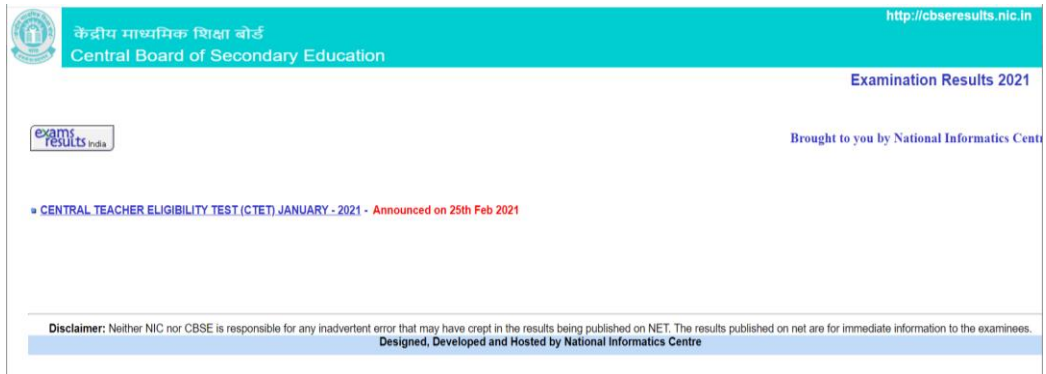 http://cbseresults.nic.in
केंद्रीय माध्यमिक शिक्षा बोर्ड
Central Board of Secondary Education
Examination Results 2021
exams results India
Brought to you by National Informatics Cent
CENTRAL TEACHER ELIGIBILITY TEST (CTET) JANUARY - 2021 - Announced on 25th Feb 2021
Disclaimer: Neither NIC nor CBSE is responsible for any inadvertent error that may have crept in the results being published on NET. The results published on net are for immediate information to the examinees.
Designed, Developed and Hosted by National Informatics Centre